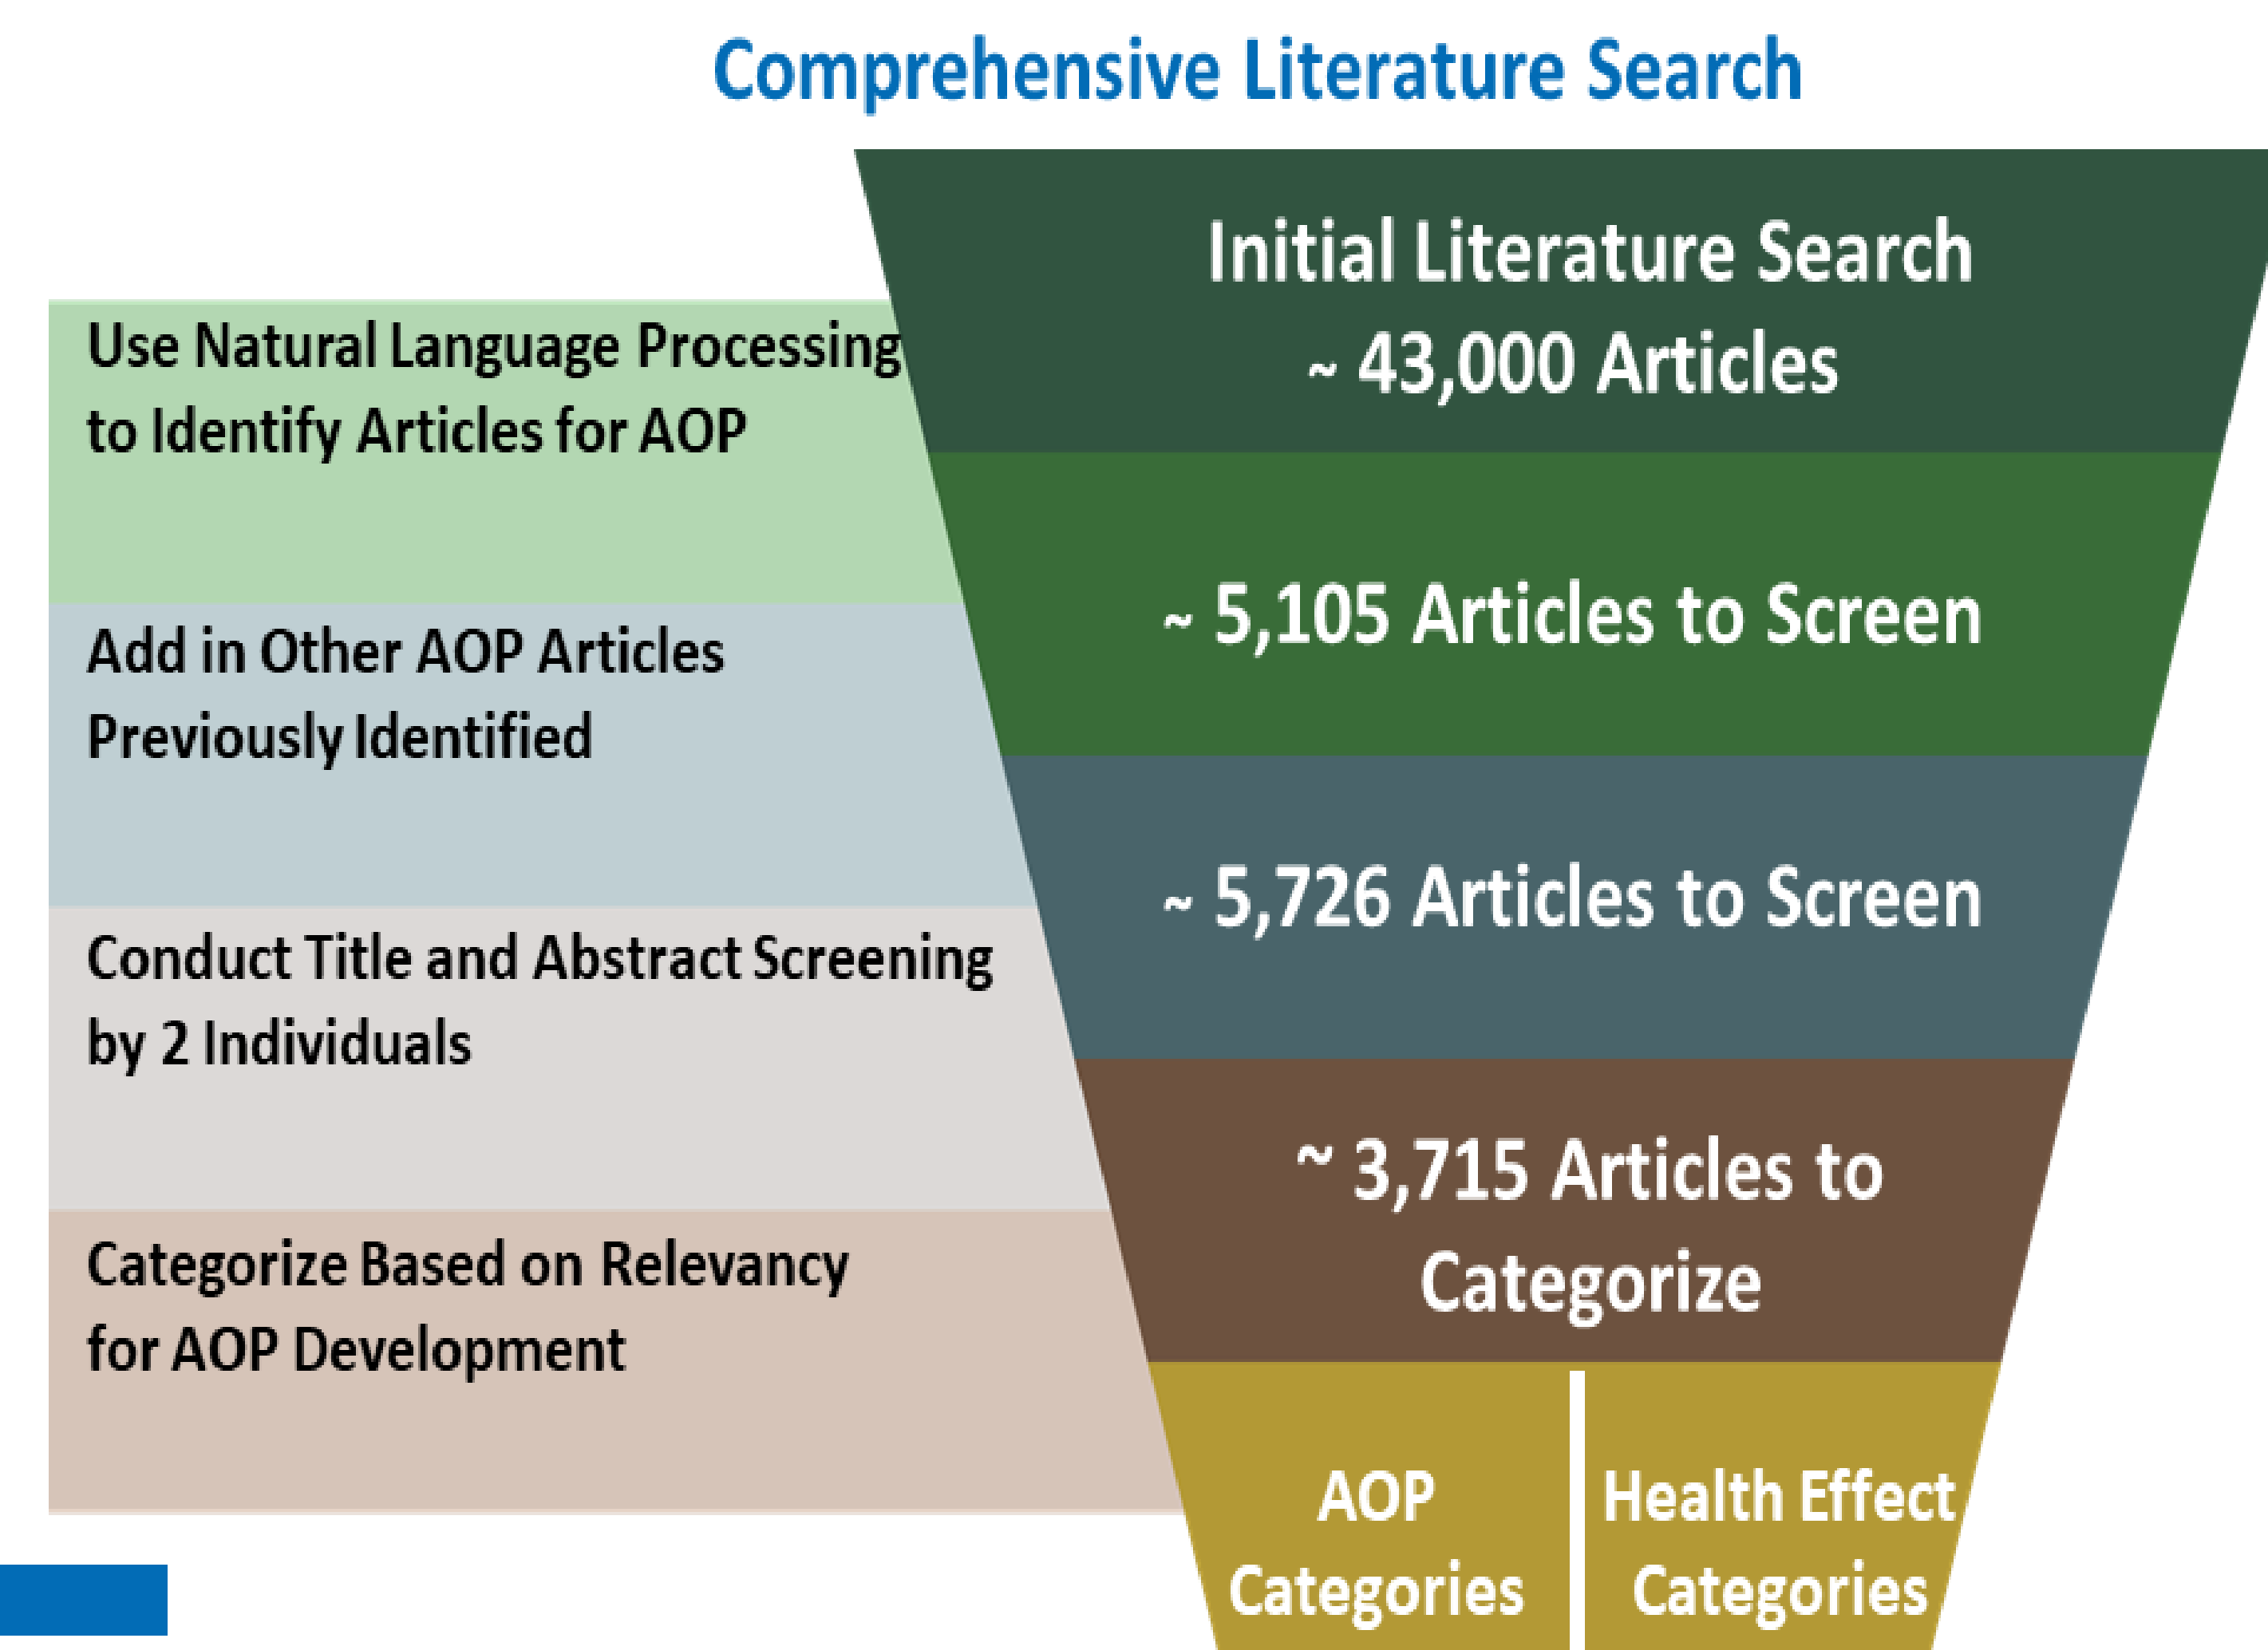 Comprehensive Literature Search
Initial Literature Search
~ 43,000 Articles
Use Natural Language Processing
to Identify Articles for AOP
~ 5,105 Articles to Screen
Add in Other AOP Articles
Previously Identified
~ 5,726 Articles to Screen
Conduct Title and Abstract Screening
by 2 Individuals
~ 3,715 Articles to
Categorize
Categorize Based on Relevancy
for AOP Development
AOP
Categories
Health Effect
Categories